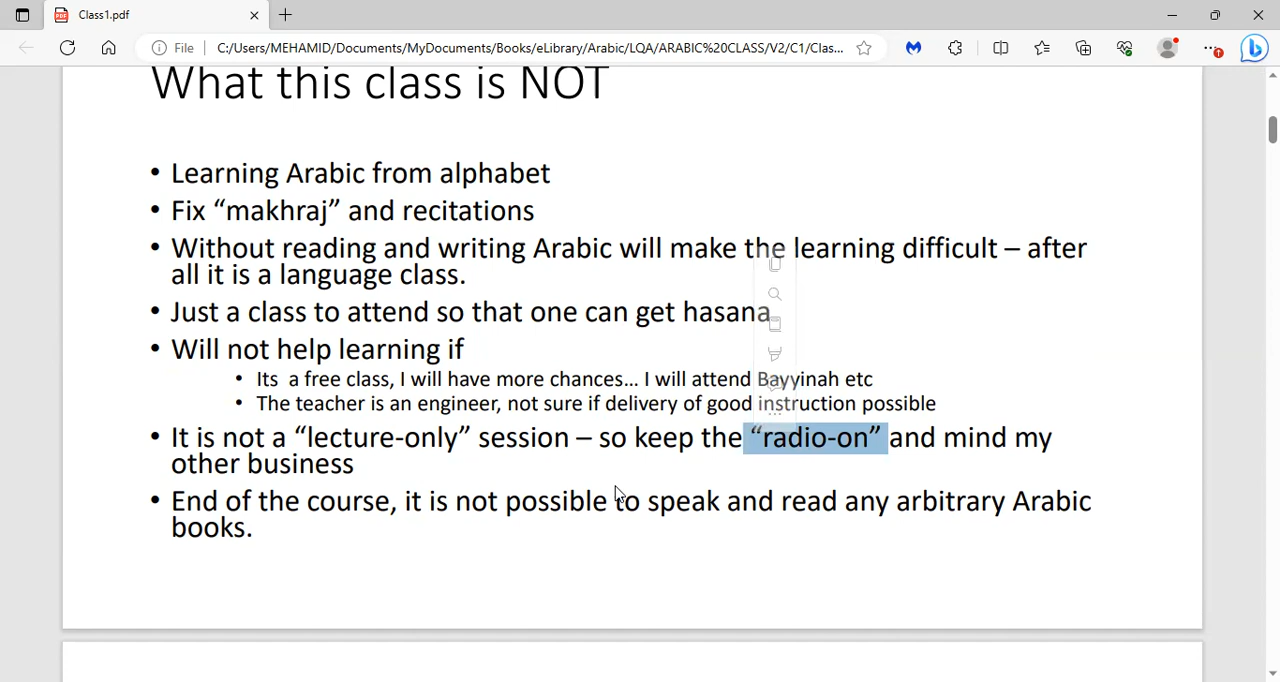 Class1.pdf
File
C:/Users/MEHAMID/Documents/MyDocuments/Books/eLibrary/Arabic/LQA/ARABIC%20CLASS/V2/C1/Clas...
What this class is NOT
• Learning Arabic from alphabet
• Fix “makhraj” and recitations
• Without reading and writing Arabic will make the learning difficult – after
all it is a language class.
• Just a class to attend so that one can get hasana
• Will not help learning if
• Its a free class, I will have more chances... I will attend Bayyinah etc
• The teacher is an engineer, not sure if delivery of good instruction possible
• It is not a “lecture-only” session – so keep the “radio-on” and mind my
other business
• End of the course, it is not possible to speak and read any arbitrary Arabic
books.